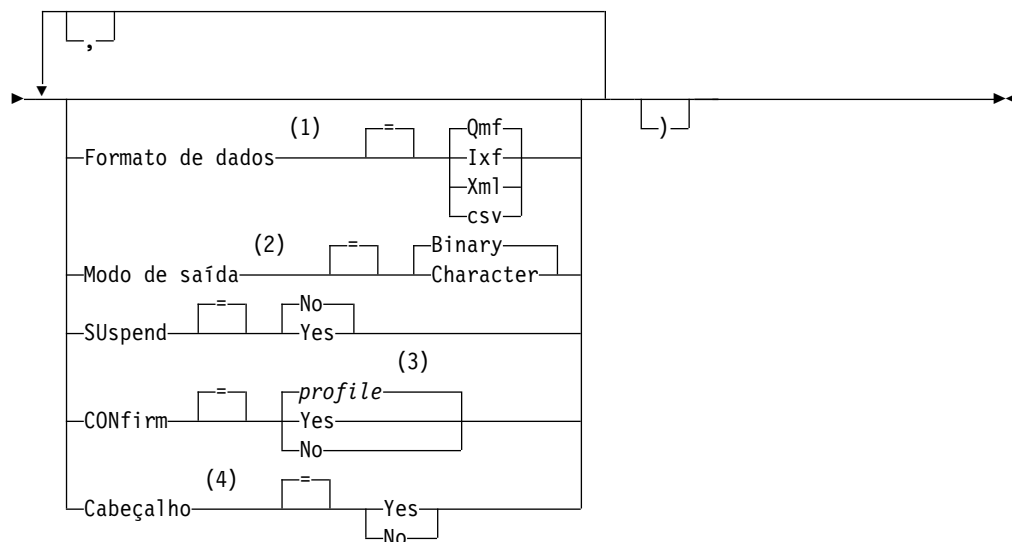 ,
(1) = Qmf
Formato de dados Ixf )
Xml
csv
(2) = Binary
Modo de saída Character
= No
SUspend Yes
(3)
= profile
CONfirm Yes
No
(4) =
Cabeçalho Yes
No